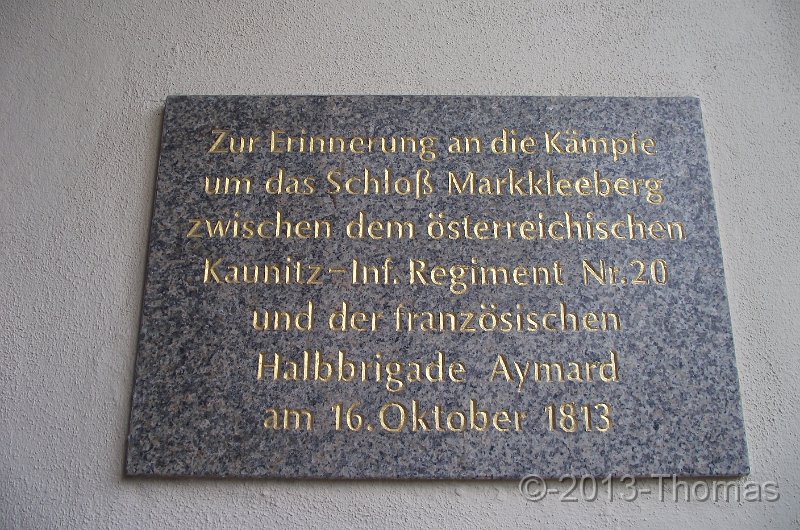 Zur Erinnerung an die Kämpfe
um das Schloß Markkleeberg
zwischen dem österreichischen
Kaunitz-Inf. Regiment Nr. 20
und der französischen
Halbbrigade Aymard
am 16. Oktober 1813
©-2013-Thomas